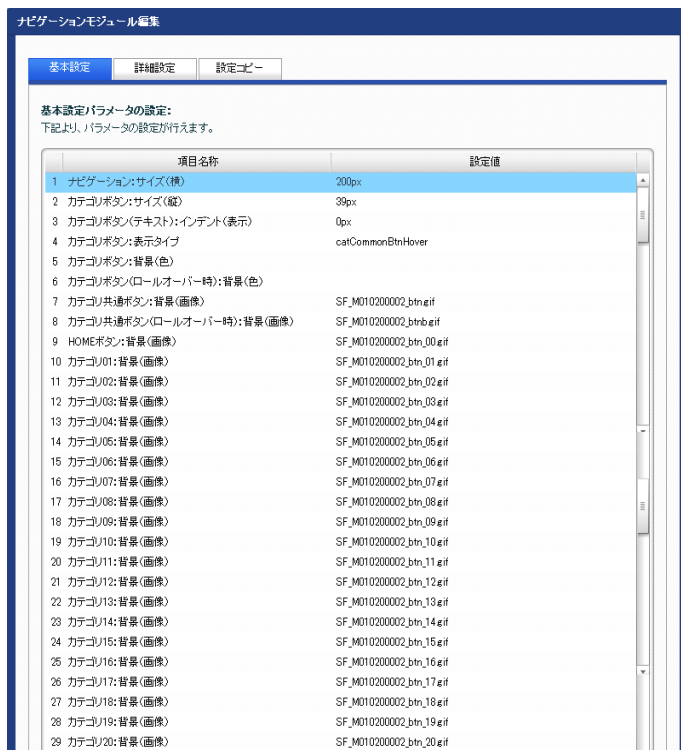 ナビゲーションモジュール編集
基本設定 詳細設定 設定コピー
基本設定パラメータの設定:
下記より、パラメータの設定が行えます。
項目名称 設定値
1 ナビゲーション:サイズ(横) 200px
2 カテゴリボタン:サイズ(縦) 39px
3 カテゴリボタン(テキスト):インデント(表示) 0px
4 カテゴリボタン:表示タイプ catCommonBtnHover
5 カテゴリボタン:背景(色)
6 カテゴリボタン(ロールオーバー時):背景(色)
7 カテゴリ共通ボタン:背景(画像) SF_M010200002_btn.gif
8 カテゴリ共通ボタン(ロールオーバー時):背景(画像) SF_M010200002_btnb.gif
9 HOMEボタン:背景(画像) SF_M010200002_btn_00.gif
10 カテゴリ01:背景(画像) SF_M010200002_btn_01.gif
11 カテゴリ02:背景(画像) SF_M010200002_btn_02.gif
12 カテゴリ03:背景(画像) SF_M010200002_btn_03.gif
13 カテゴリ04:背景(画像) SF_M010200002_btn_04.gif
14 カテゴリ05:背景(画像) SF_M010200002_btn_05.gif
15 カテゴリ06:背景(画像) SF_M010200002_btn_06.gif
16 カテゴリ07:背景(画像) SF_M010200002_btn_07.gif
17 カテゴリ08:背景(画像) SF_M010200002_btn_08.gif
18 カテゴリ09:背景(画像) SF_M010200002_btn_09.gif
19 カテゴリ10:背景(画像) SF_M010200002_btn_10.gif
20 カテゴリ11:背景(画像) SF_M010200002_btn_11.gif
21 カテゴリ12:背景(画像) SF_M010200002_btn_12.gif
22 カテゴリ13:背景(画像) SF_M010200002_btn_13.gif
23 カテゴリ14:背景(画像) SF_M010200002_btn_14.gif
24 カテゴリ15:背景(画像) SF_M010200002_btn_15.gif
25 カテゴリ16:背景(画像) SF_M010200002_btn_16.gif
26 カテゴリ17:背景(画像) SF_M010200002_btn_17.gif
27 カテゴリ18:背景(画像) SF_M010200002_btn_18.gif
28 カテゴリ19:背景(画像) SF_M010200002_btn_19.gif
29 カテゴリ20:背景(画像) SF_M010200002_btn_20.gif